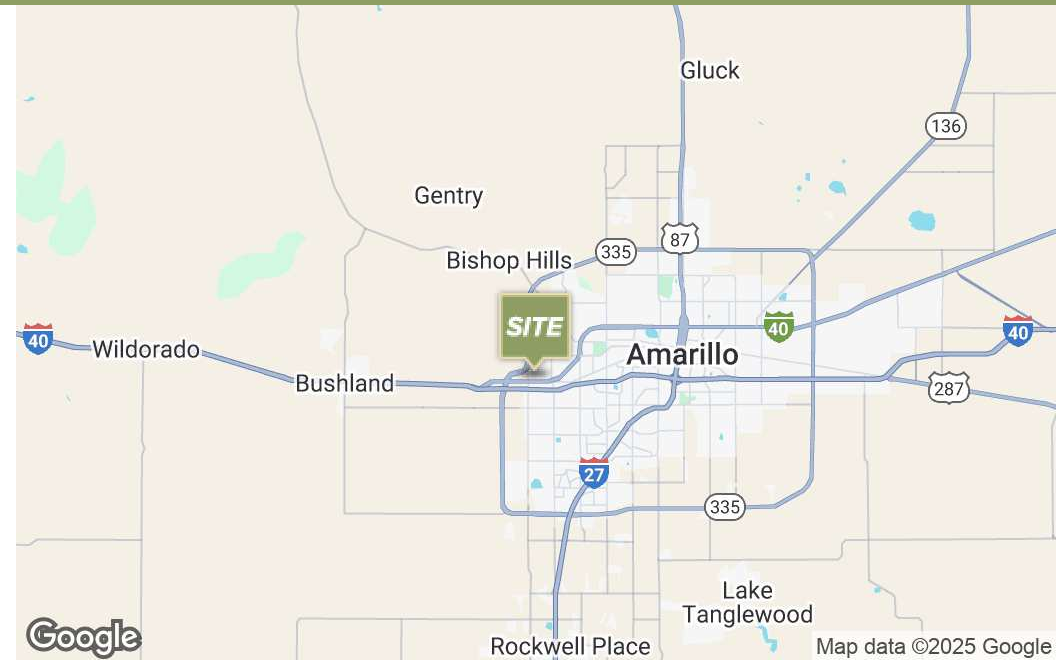 Gluck
136
Gentry
87
335
Bishop Hills
SITE
40
40
40
Wildorado
Amarillo
Bushland
287
27
335
Lake
Tanglewood
Rockwell Place
Google
Map data ©2025 Google